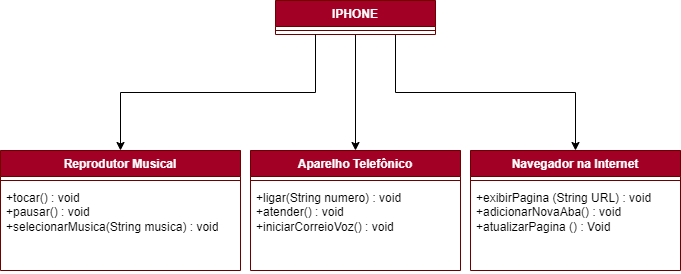 IPHONE
Reprodutor Musical
+tocar() : void
+pausar() : void
+selecionarMusica(String musica) : void
Aparelho Telefônico
+ligar(String numero) : void
+atender() : void
+iniciarCorreioVoz() : void
Navegador na Internet
+exibirPagina (String URL) : void
+adicionarNovaAba() : void
+atualizarPagina () : Void